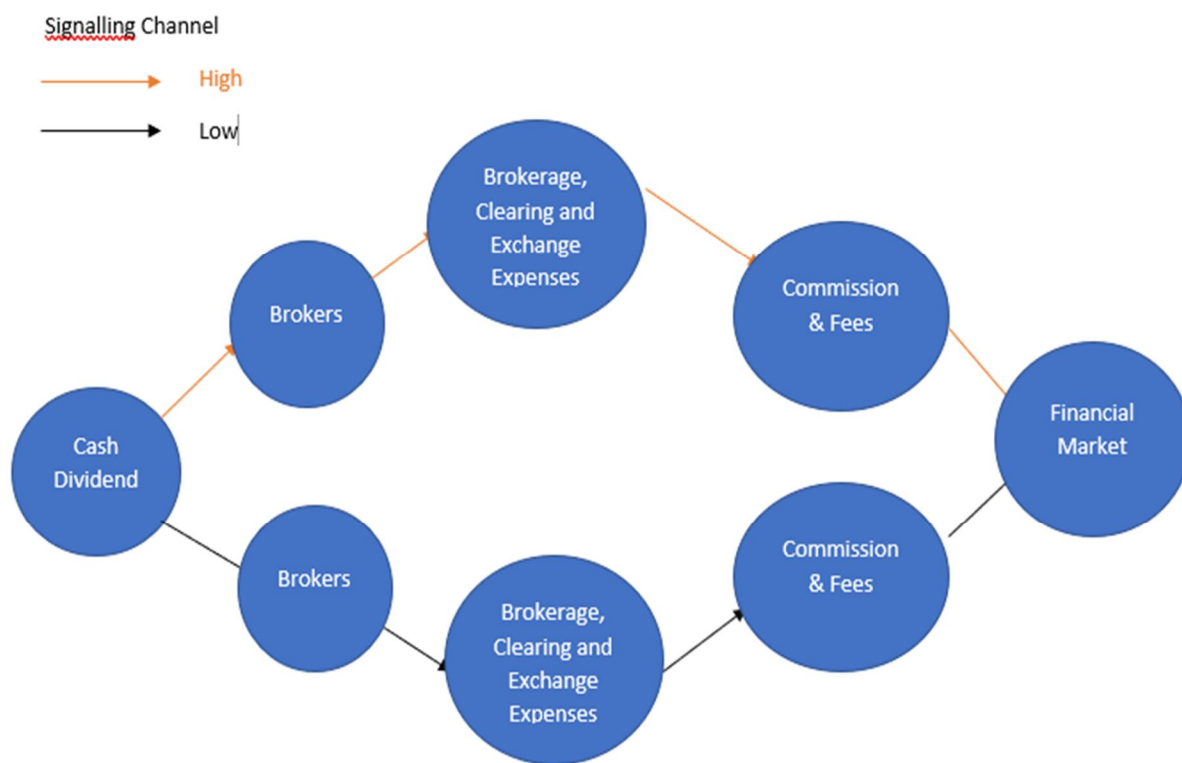 Signalling Channel
High
Low
Brokerage,
Clearing and
Exchange
Expenses
Brokers
Commission
& Fees
Cash
Dividend
Financial
Market
Brokers
Brokerage,
Clearing and
Exchange
Expenses
Commission
& Fees